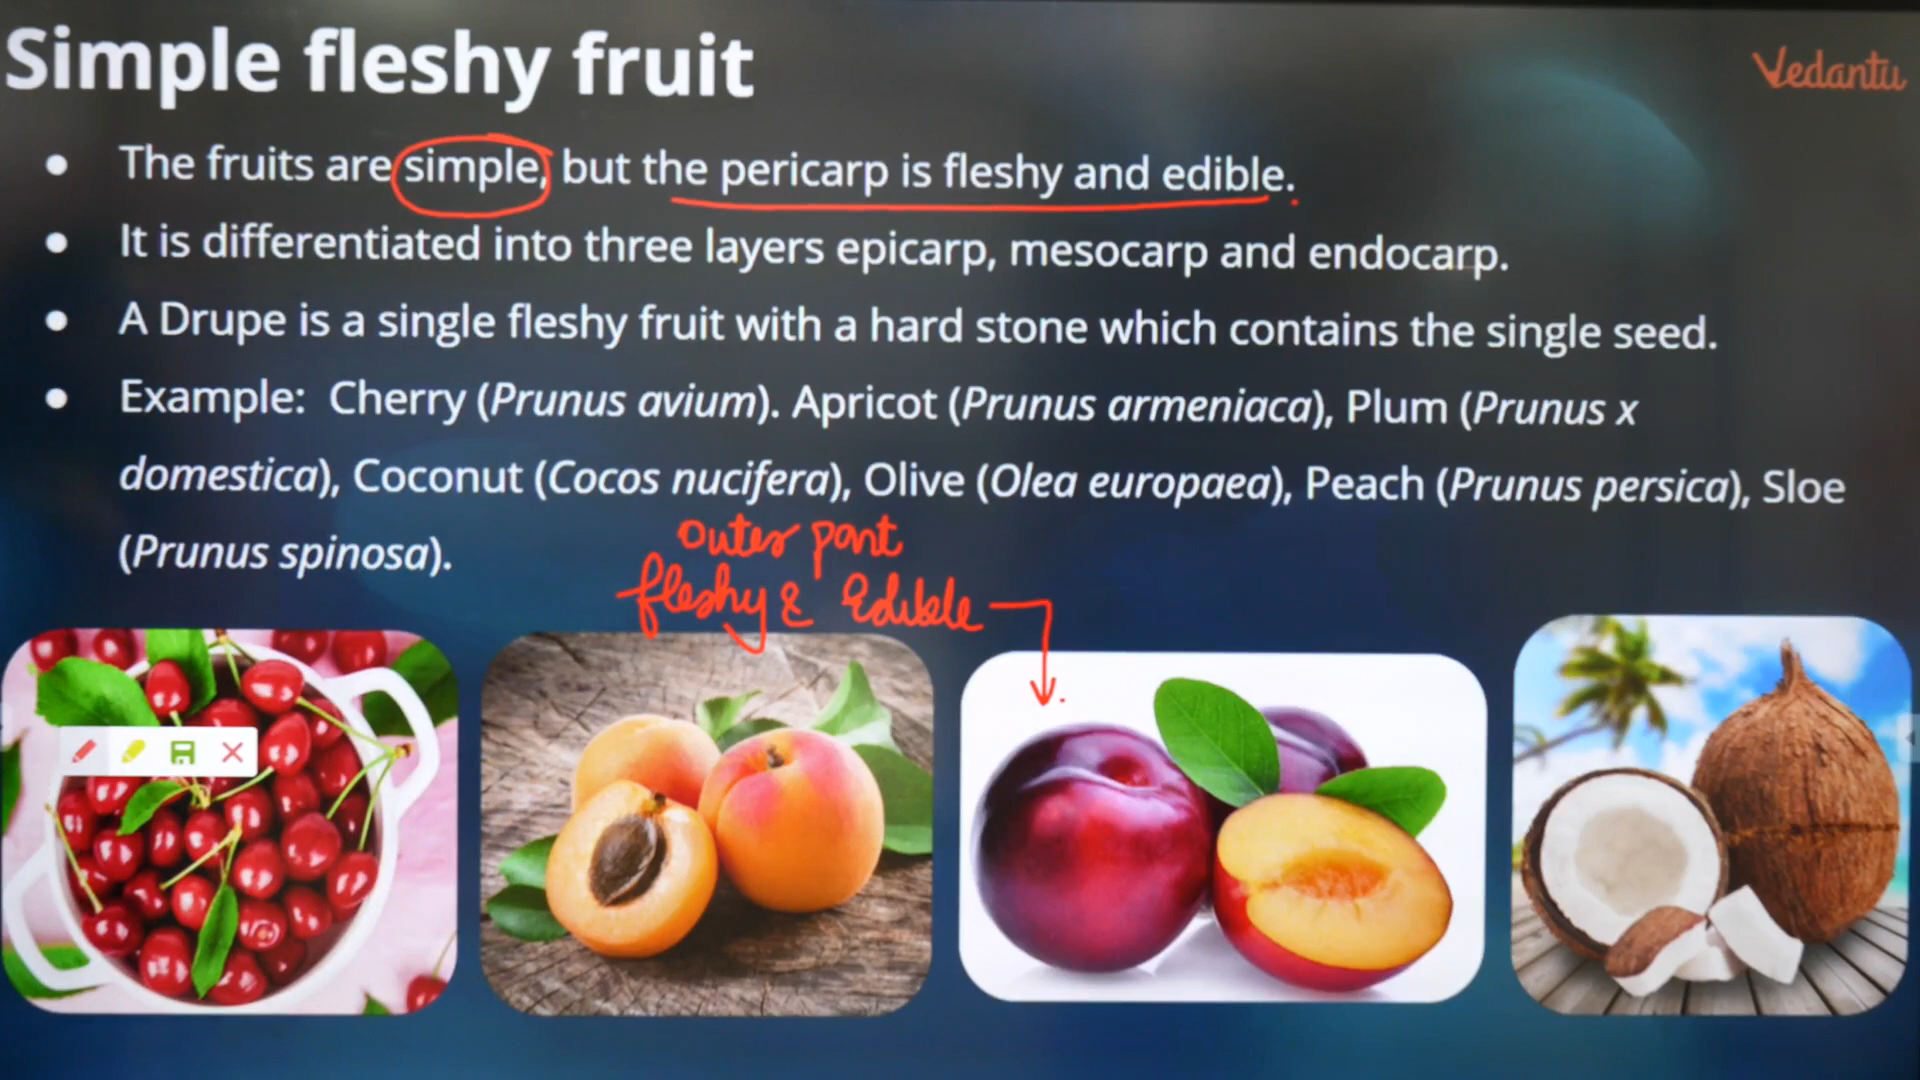 Simple fleshy fruit
Vedantu
The fruits are simple, but the pericarp is fleshy and edible.
It is differentiated into three layers epicarp, mesocarp and endocarp.
A Drupe is a single fleshy fruit with a hard stone which contains the single seed.
Example: Cherry (Prunus avium). Apricot (Prunus armeniaca), Plum (Prunus x
domestica), Coconut (Cocos nucifera), Olive (Olea europaea), Peach (Prunus persica), Sloe
(Prunus spinosa).
Outer part
fleshy & Edible